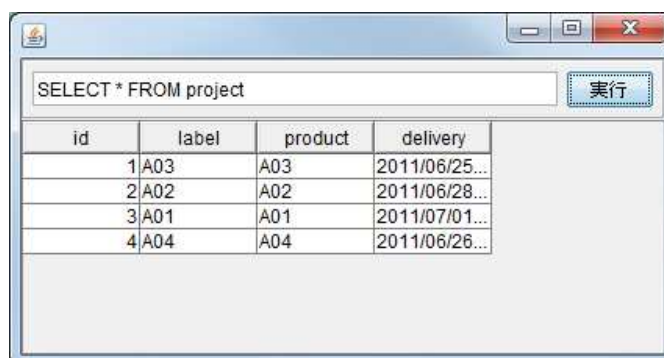 SELECT * FROM project
実行
id label product delivery
1 A03 A03 2011/06/25...
2 A02 A02 2011/06/28...
3 A01 A01 2011/07/01...
4 A04 A04 2011/06/26...